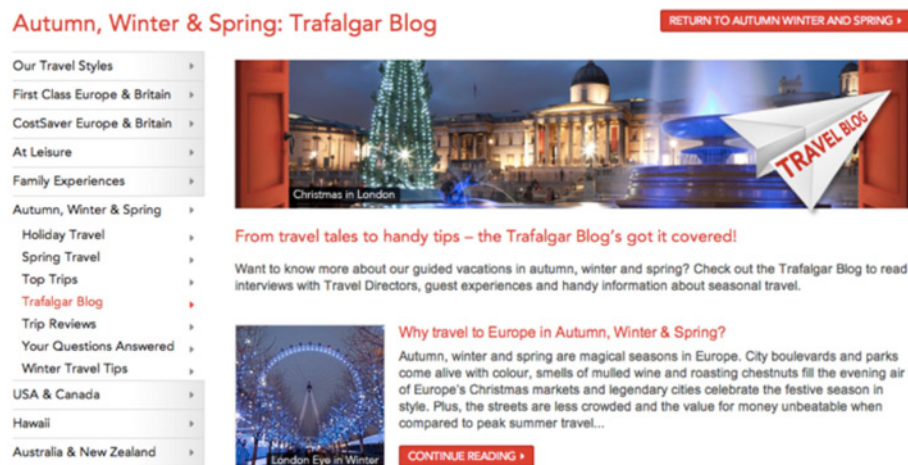 Autumn, Winter & Spring: Trafalgar Blog
RETURN TO AUTUMN WINTER AND SPRING
Our Travel Styles
First Class Europe & Britain
CostSaver Europe & Britain
At Leisure
Family Experiences
Autumn, Winter & Spring
Holiday Travel
Spring Travel
Top Trips
Trafalgar Blog
Trip Reviews
Your Questions Answered
Winter Travel Tips
USA & Canada
Hawaii
Australia & New Zealand
Christmas in London
TRAVEL BLOG
From travel tales to handy tips – the Trafalgar Blog's got it covered!
Want to know more about our guided vacations in autumn, winter and spring? Check out the Trafalgar Blog to read
interviews with Travel Directors, guest experiences and handy information about seasonal travel.
London Eye in Winter
Why travel to Europe in Autumn, Winter & Spring?
Autumn, winter and spring are magical seasons in Europe. City boulevards and parks
come alive with colour, smells of mulled wine and roasting chestnuts fill the evening air
of Europe's Christmas markets and legendary cities celebrate the festive season in
style. Plus, the streets are less crowded and the value for money unbeatable when
compared to peak summer travel...
CONTINUE READING